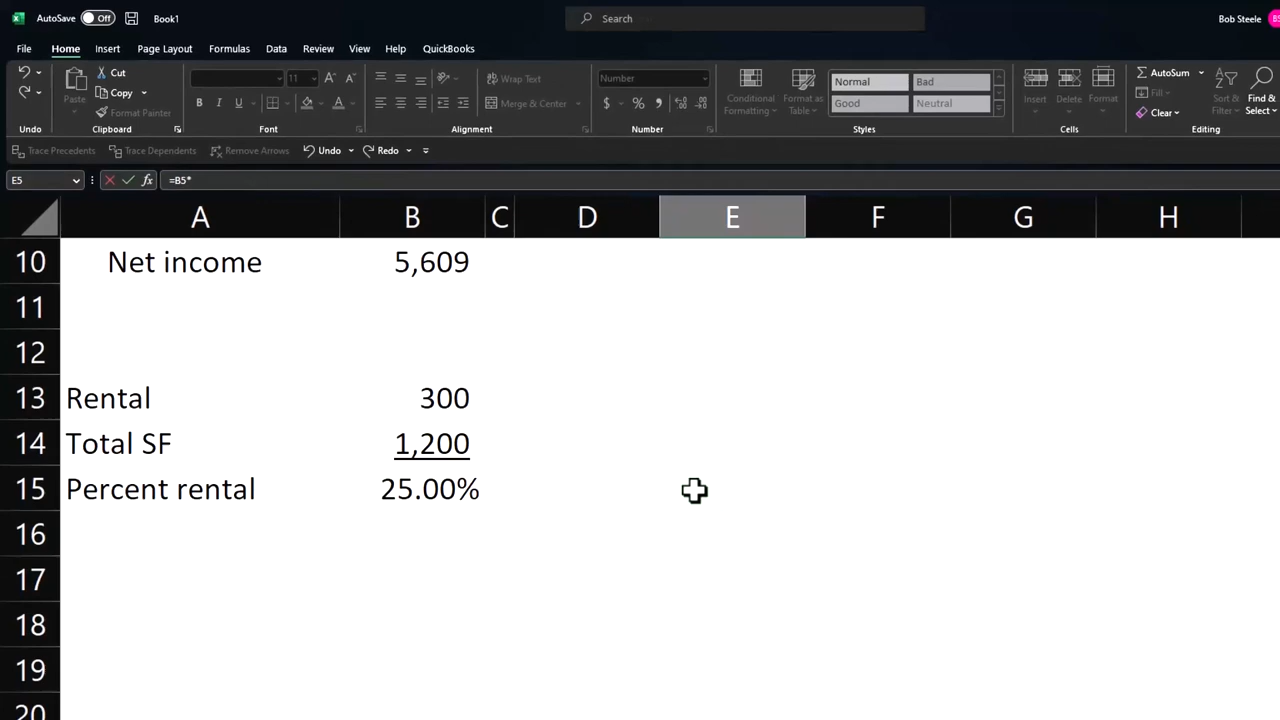 AutoSave Off Book1 Search Bob Steele BS
File Home Insert Page Layout Formulas Data Review View Help QuickBooks
Cut 11 A A Wrap Text Number Normal Bad AutoSum
Paste Copy Conditional Formatting Format as Table Insert Delete Format Fill Sort & Filter Find & Select
Format Painter B I U A Merge & Center $ % , Good Neutral Clear
Undo Clipboard Font Alignment Number Styles Cells Editing
Trace Precedents Trace Dependents Remove Arrows Undo Redo
E5 fx =B5*
A B C D E F G H
10 Net income 5,609
11
12
13 Rental 300
14 Total SF 1,200
15 Percent rental 25.00%
16
17
18
19
20